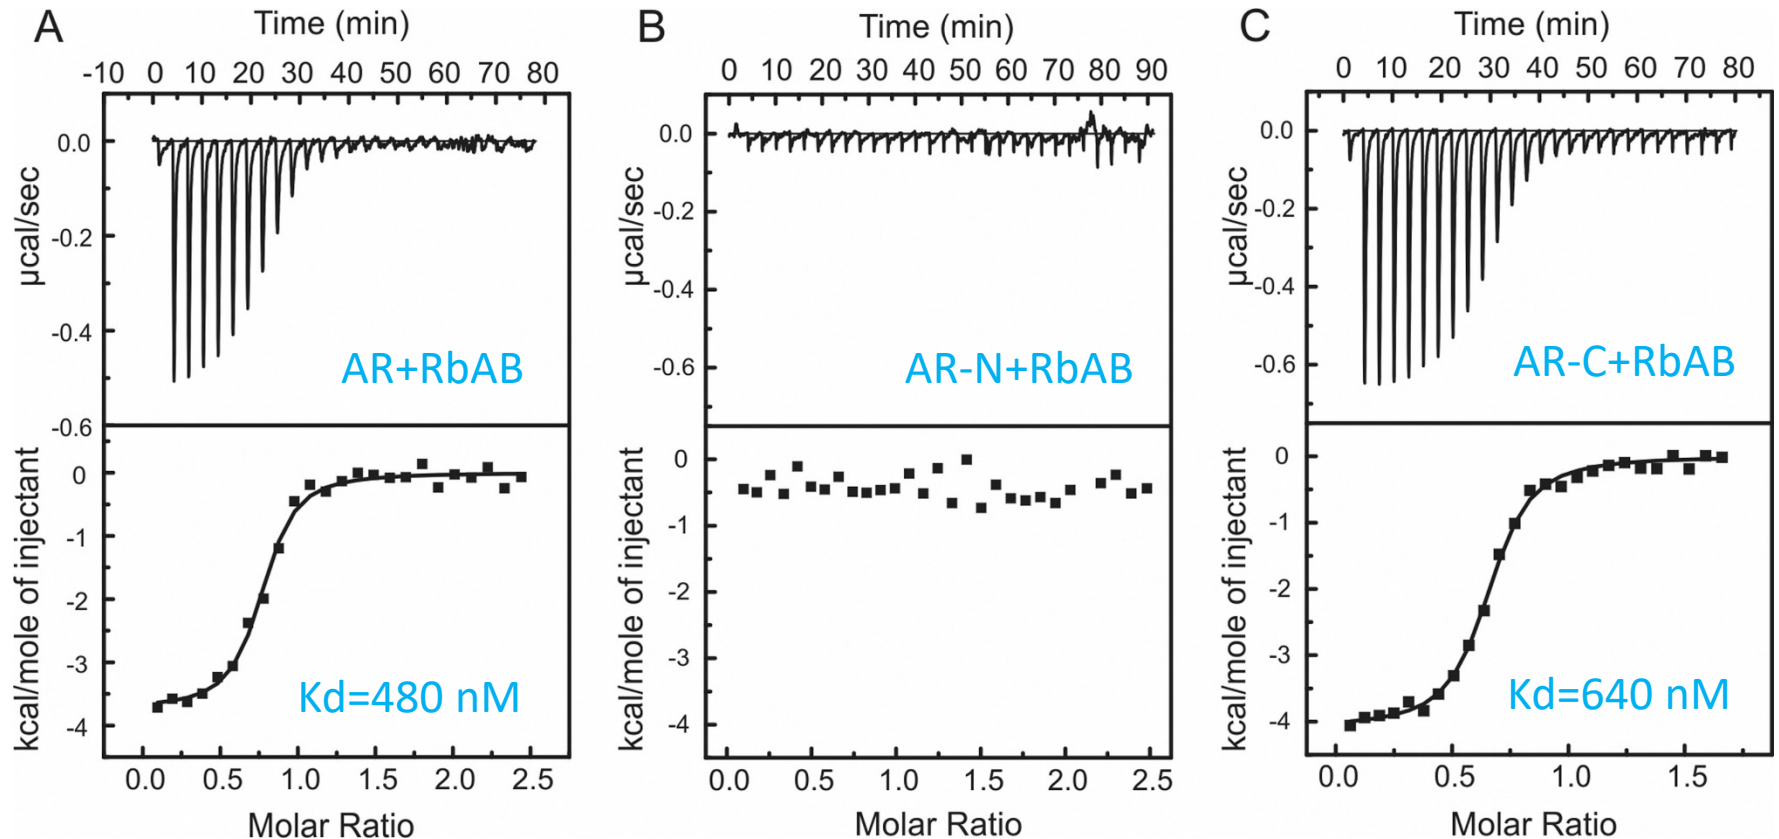 A
Time (min)
-10 0 10 20 30 40 50 60 70 80
0.0
-0.2
-0.4
-0.6
µcal/sec
AR+RbAB
0
-1
-2
-3
-4
kcal/mole of injectant
Kd=480 nM
0.0 0.5 1.0 1.5 2.0 2.5
Molar Ratio
B
Time (min)
0 10 20 30 40 50 60 70 80 90
0.0
-0.2
-0.4
-0.6
µcal/sec
AR-N+RbAB
0
-1
-2
-3
-4
kcal/mole of injectant
0.0 0.5 1.0 1.5 2.0 2.5
Molar Ratio
C
Time (min)
0 10 20 30 40 50 60 70 80
0.0
-0.2
-0.4
-0.6
µcal/sec
AR-C+RbAB
0
-1
-2
-3
-4
kcal/mole of injectant
Kd=640 nM
0.0 0.5 1.0 1.5
Molar Ratio